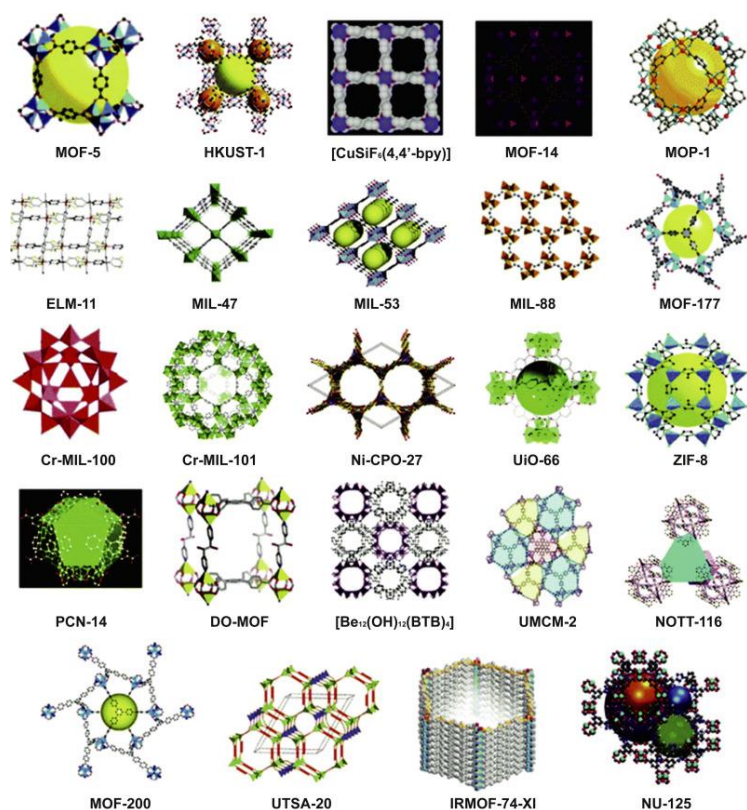 MOF-5 HKUST-1 [CuSiF₆(4,4'-bpy)] MOF-14 MOP-1
ELM-11 MIL-47 MIL-53 MIL-88 MOF-177
Cr-MIL-100 Cr-MIL-101 Ni-CPO-27 UiO-66 ZIF-8
PCN-14 DO-MOF [Be₁₂(OH)₁₂(BTB)₄] UMCM-2 NOTT-116
MOF-200 UTSA-20 IRMOF-74-XI NU-125